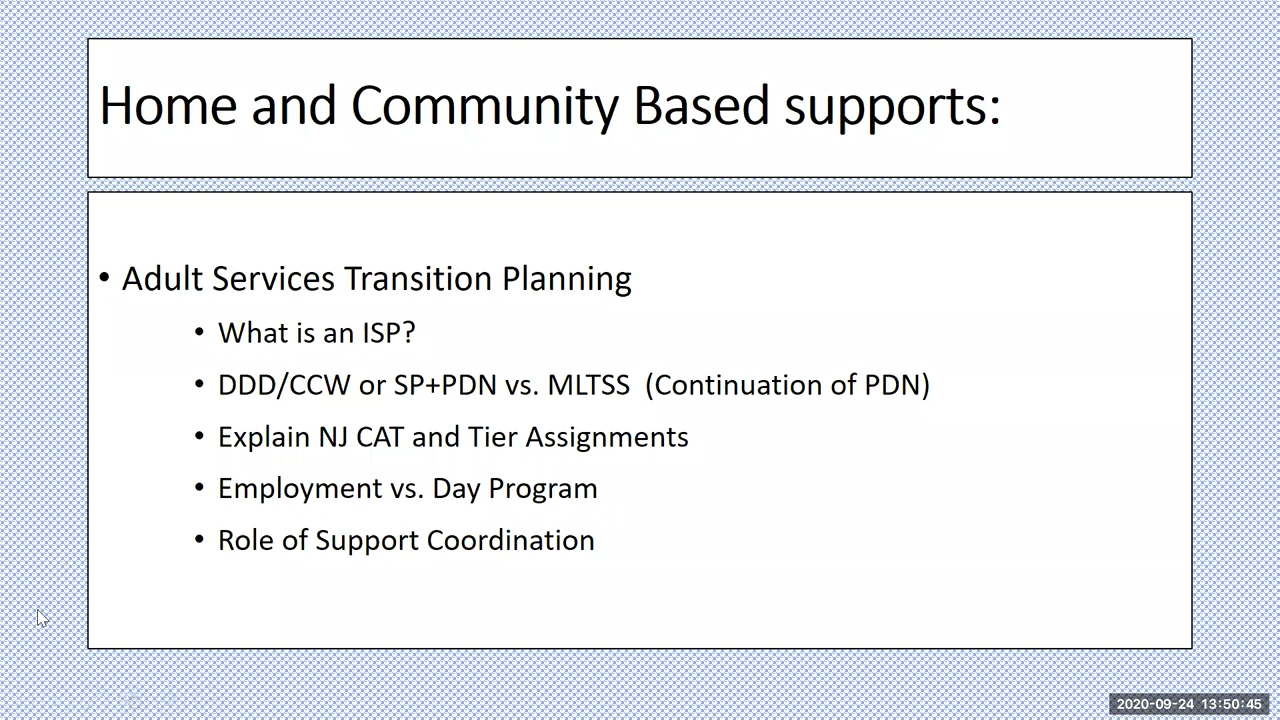 Home and Community Based supports:
• Adult Services Transition Planning
• What is an ISP?
• DDD/CCW or SP+PDN vs. MLTSS (Continuation of PDN)
• Explain NJ CAT and Tier Assignments
• Employment vs. Day Program
• Role of Support Coordination
2020-09-24 13:50:45